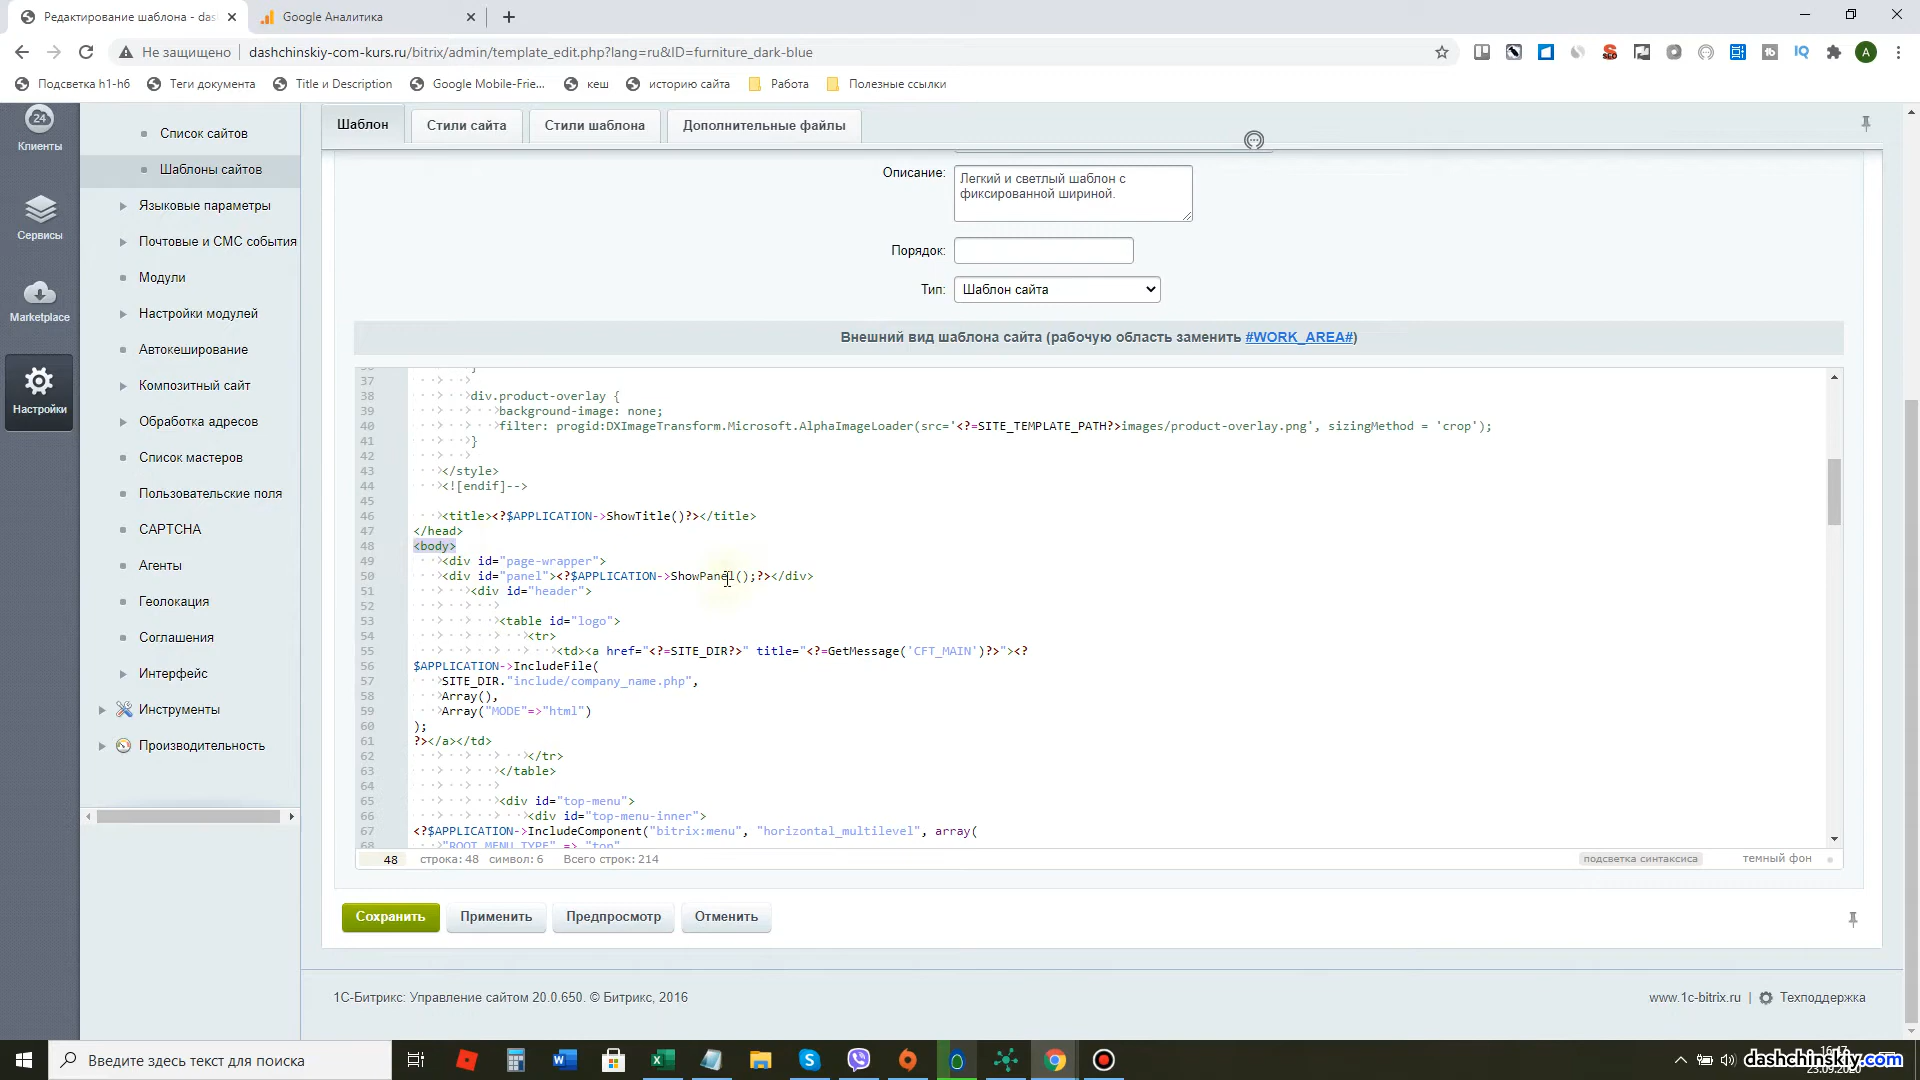 Редактирование шаблона - das
Google Аналитика
Не защищено
dashchinskiy-com-kurs.ru/bitrix/admin/template_edit.php?lang=ru&ID=furniture_dark-blue
Подсветка h1-h6
Теги документа
Title и Description
Google Mobile-Frie...
кеш
историю сайта
Работа
Полезные ссылки
24
Клиенты
Сервисы
Marketplace
Настройки
Список сайтов
Шаблоны сайтов
Языковые параметры
Почтовые и СМС события
Модули
Настройки модулей
Автокеширование
Композитный сайт
Обработка адресов
Список мастеров
Пользовательские поля
CAPTCHA
Агенты
Геолокация
Соглашения
Интерфейс
Инструменты
Производительность
Шаблон
Стили сайта
Стили шаблона
Дополнительные файлы
Описание:
Легкий и светлый шаблон с
фиксированной шириной.
Порядок:
Тип:
Шаблон сайта
Внешний вид шаблона сайта (рабочую область заменить #WORK_AREA#)
36 }
37
38 div.product-overlay {
39 background-image: none;
40 filter: progid:DXImageTransform.Microsoft.AlphaImageLoader(src='<?=SITE_TEMPLATE_PATH?>images/product-overlay.png', sizingMethod = 'crop');
41 }
42
43 </style>
44 <![endif]-->
45
46 <title><?$APPLICATION->ShowTitle()?></title>
47 </head>
48 <body>
49 <div id="page-wrapper">
50 <div id="panel"><?$APPLICATION->ShowPanel();?></div>
51 <div id="header">
52
53 <table id="logo">
54 <tr>
55 <td><a href="<?=SITE_DIR?>" title="<?=GetMessage('CFT_MAIN')?>"><?
56 $APPLICATION->IncludeFile(
57 SITE_DIR."include/company_name.php",
58 Array(),
59 Array("MODE"=>"html")
60 );
61 ?></a></td>
62 </tr>
63 </table>
64
65 <div id="top-menu">
66 <div id="top-menu-inner">
67 <?$APPLICATION->IncludeComponent("bitrix:menu", "horizontal_multilevel", array(
68 "ROOT_MENU_TYPE" => "top"
48 строка: 48 символ: 6 Всего строк: 214
подсветка синтаксиса
темный фон
Сохранить
Применить
Предпросмотр
Отменить
1С-Битрикс: Управление сайтом 20.0.650. © Битрикс, 2016
www.1c-bitrix.ru | Техподдержка
Введите здесь текст для поиска
dashchinskiy.com
23.09.2020